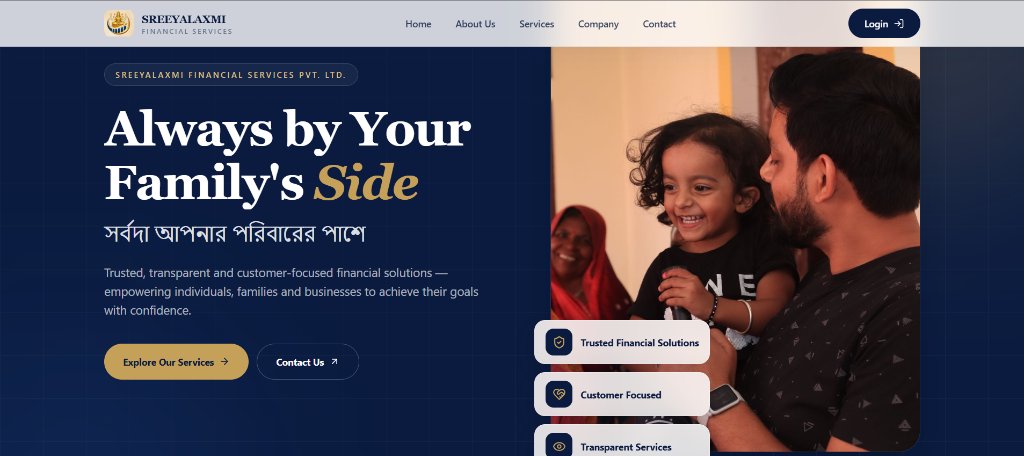 SREEYALAXMI
FINANCIAL SERVICES
Home About Us Services Company Contact
Login
SREEYALAXMI FINANCIAL SERVICES PVT. LTD.
Always by Your
Family's Side
সর্বদা আপনার পরিবারের পাশে
Trusted, transparent and customer-focused financial solutions —
empowering individuals, families and businesses to achieve their goals
with confidence.
Explore Our Services
Contact Us
NE
Trusted Financial Solutions
Customer Focused
Transparent Services